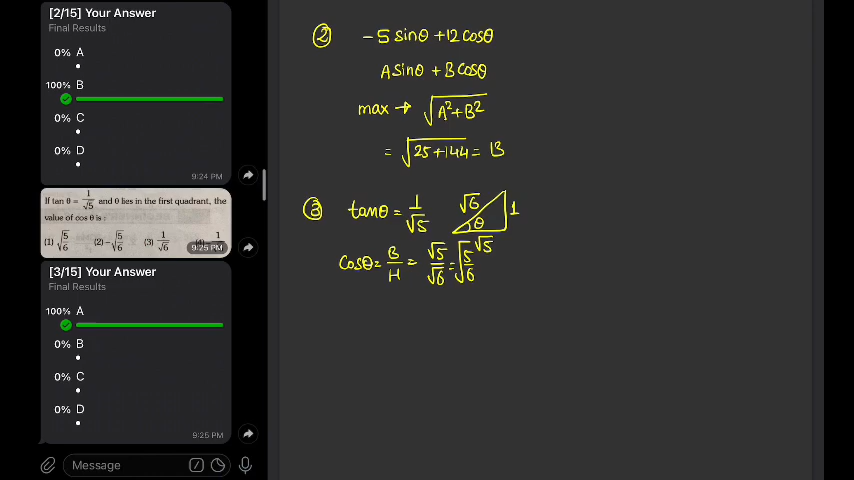 [2/15] Your Answer
Final Results
0% A
100% B
0% C
0% D
9:24 PM
If tan θ = 1/√5 and θ lies in the first quadrant, the
value of cos θ is :
(1) √5/6 (2) -√5/6 (3) 1/√6 (4) - 1
9:25 PM
[3/15] Your Answer
Final Results
100% A
0% B
0% C
0% D
9:25 PM
Message
② -5 sinθ + 12 cosθ
A sinθ + B cosθ
max → √A²+B²
= √25+144 = 13
③ tanθ = 1/√5
√6 θ 1 √5
Cosθ = B/H = √5/√6 = √5/6